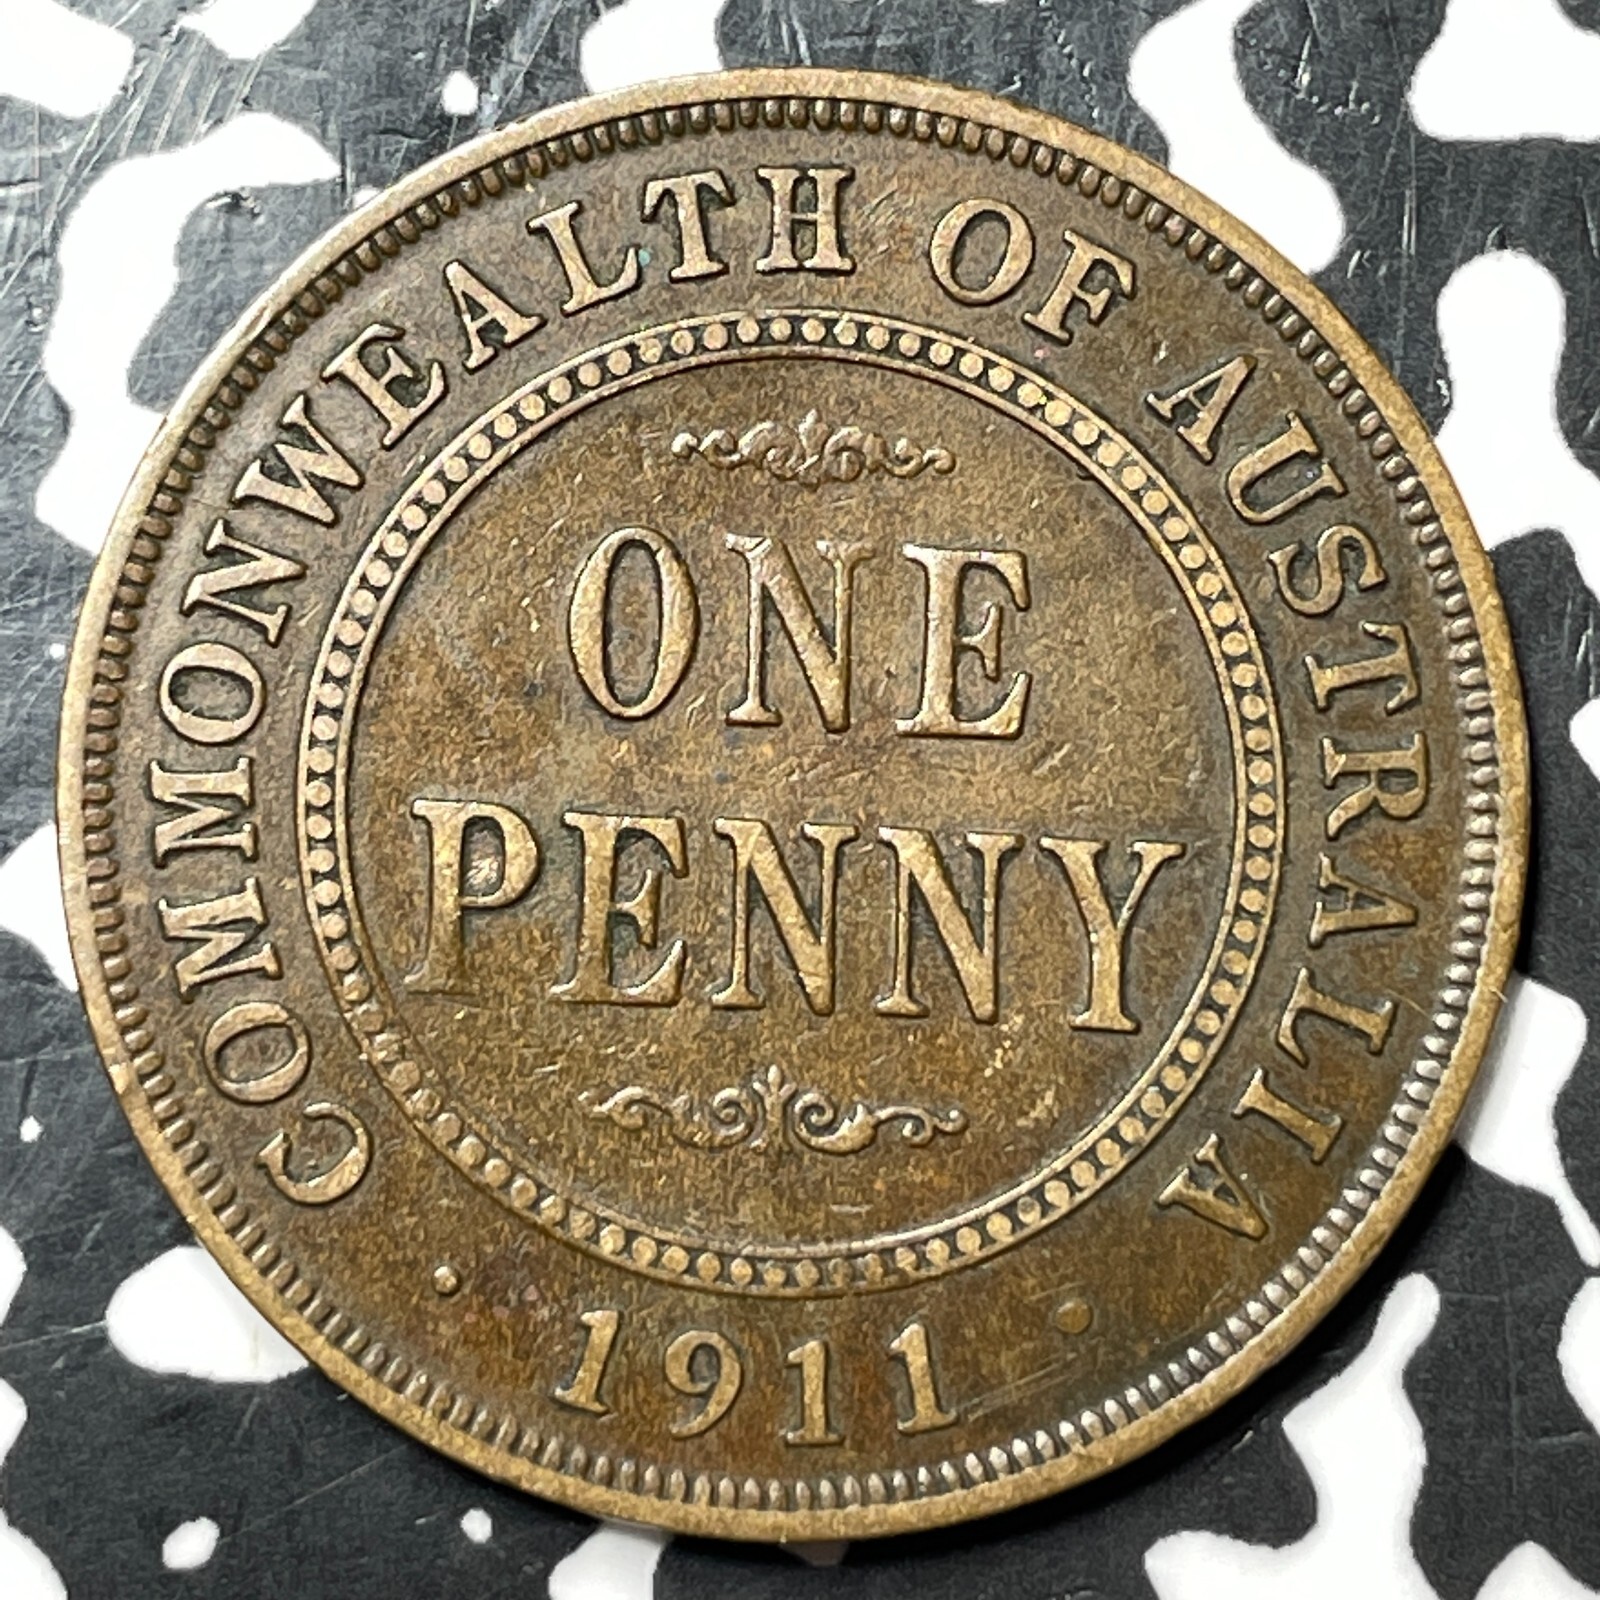 COMMONWEALTH OF AUSTRALIA
ONE
PENNY
· 1911 ·